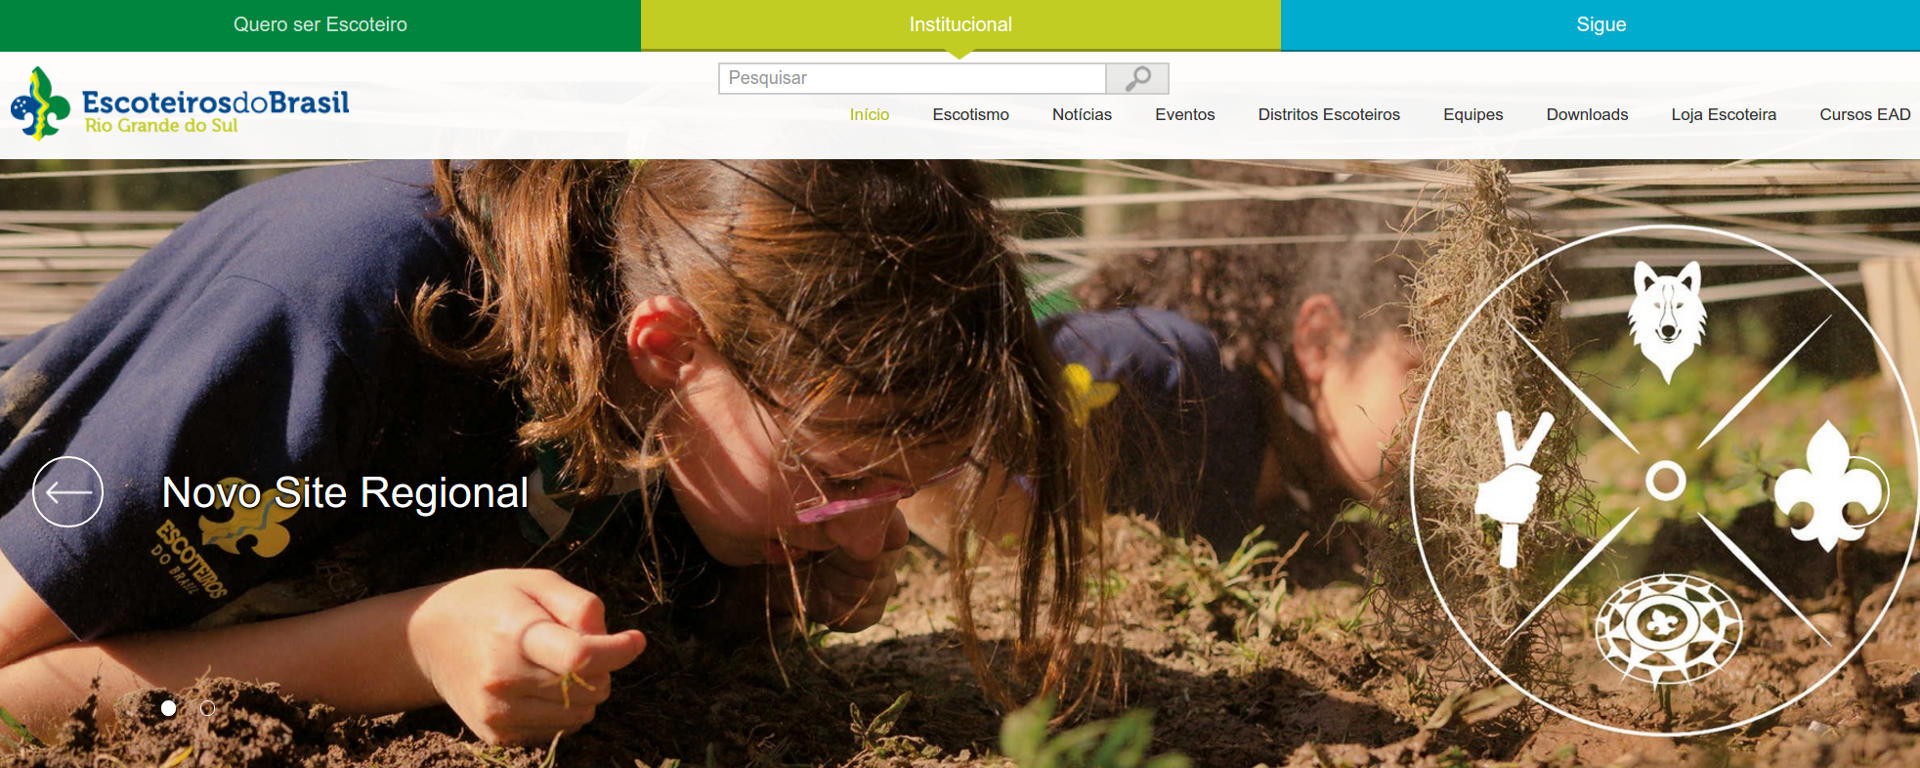 Quero ser Escoteiro
Institucional
Sigue
EscoteirosdoBrasil
Rio Grande do Sul
Pesquisar
Início
Escotismo
Notícias
Eventos
Distritos Escoteiros
Equipes
Downloads
Loja Escoteira
Cursos EAD
Novo Site Regional
ESCOTEIROS
DO BRASIL